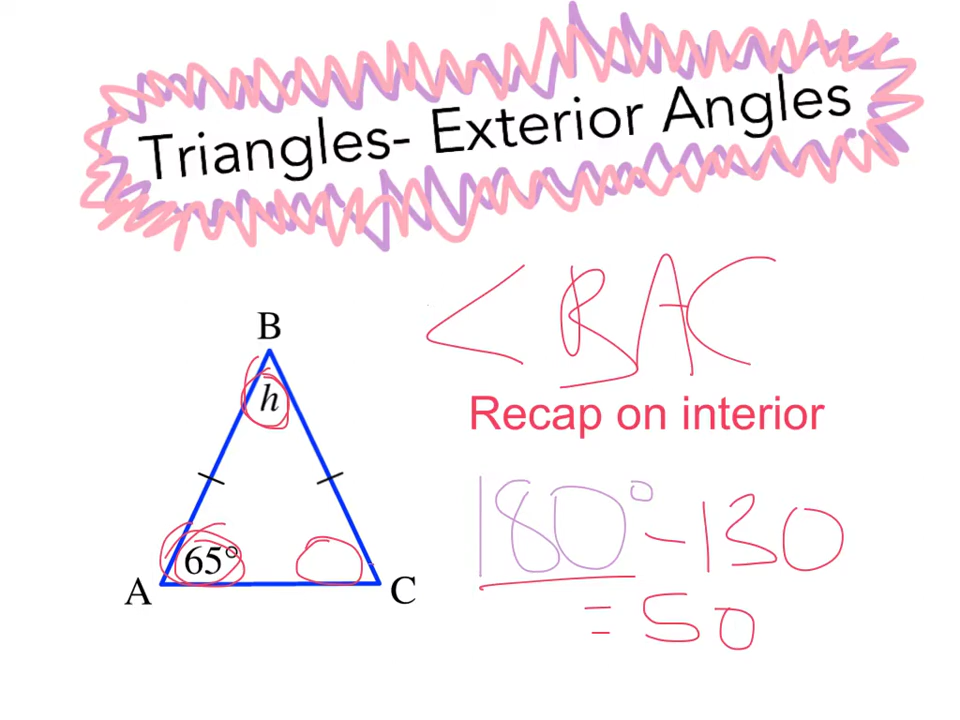 Triangles- Exterior Angles
<BAC
Recap on interior
B
h
65°
A
C
180° - 130
= 50